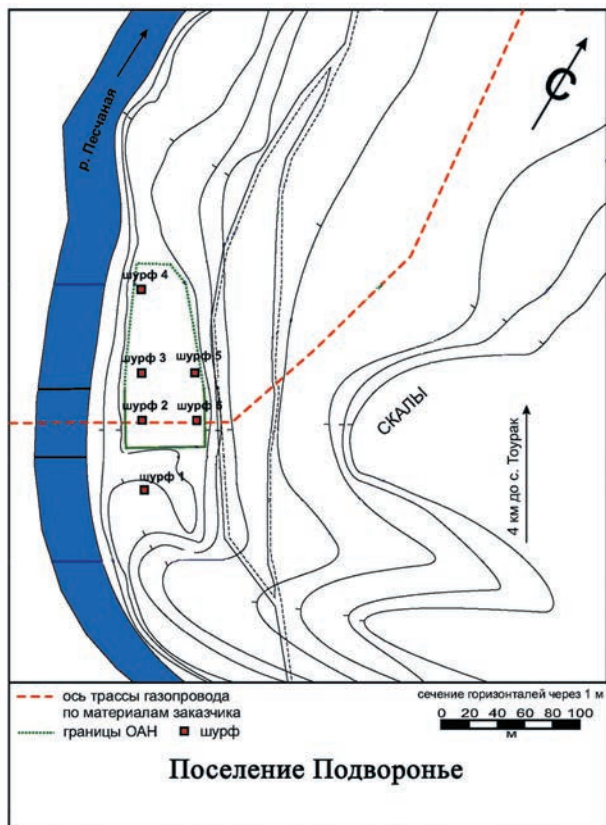 р. Песчаная
С
шурф 4
шурф 3
шурф 5
шурф 2
шурф 6
шурф 1
СКАЛЫ
4 км до с. Тоурак
ось трассы газопровода
по материалам заказчика
границы ОАН
шурф
сечение горизонталей через 1 м
0 20 40 60 80 100
М
Поселение Подворонье